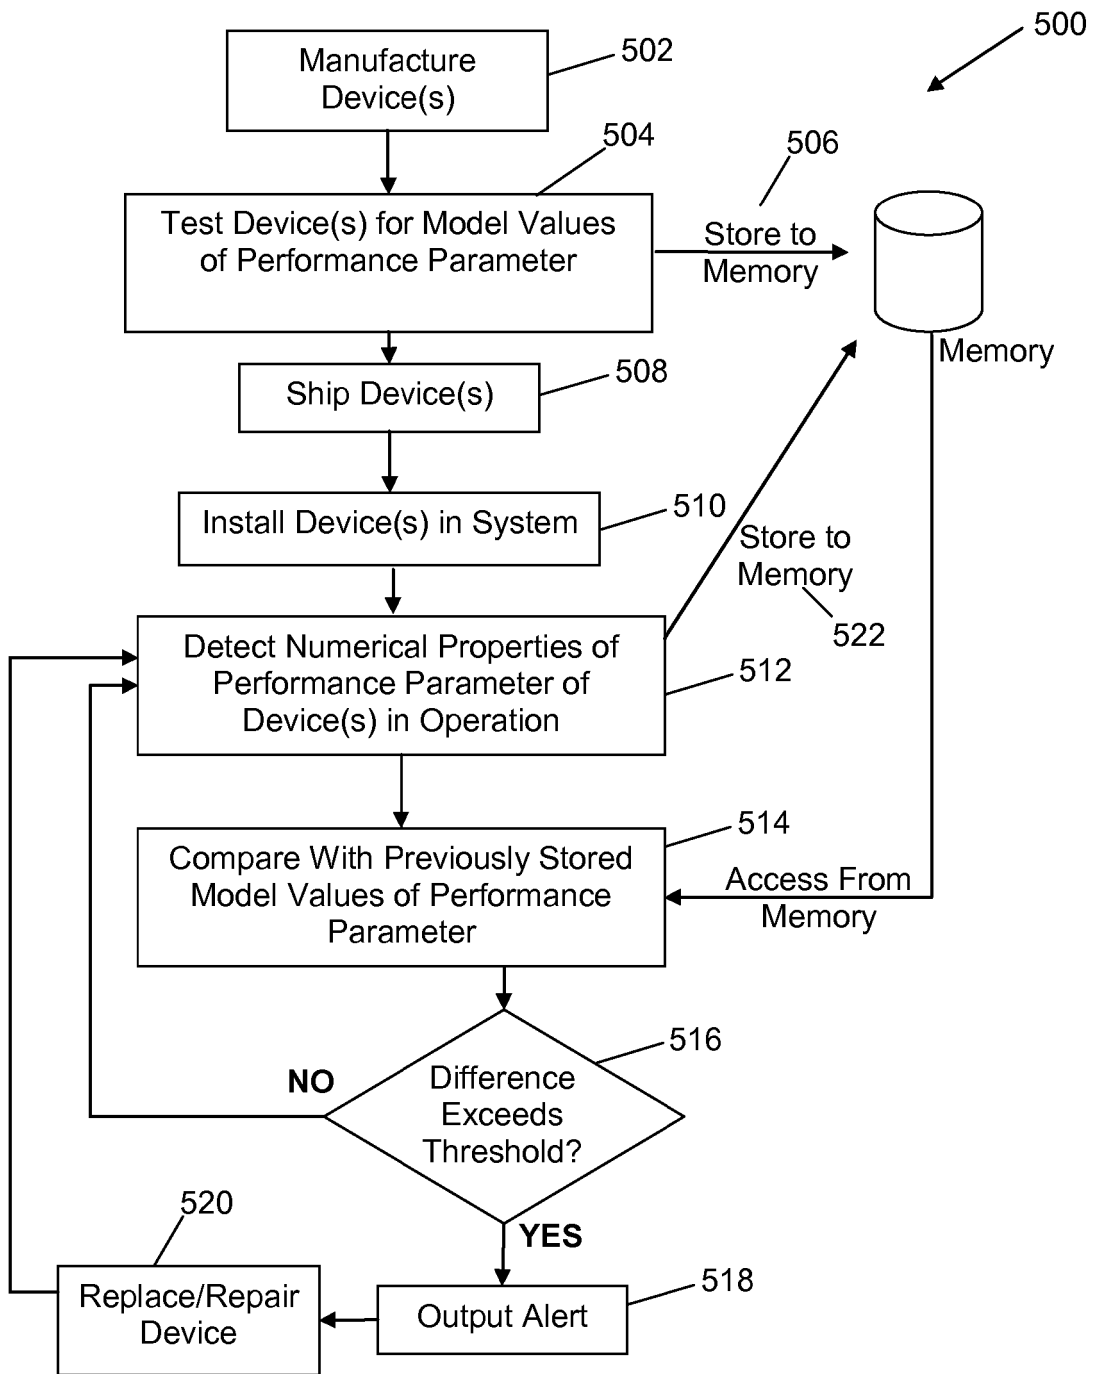 500
Manufacture
Device(s)
502
504
Test Device(s) for Model Values
of Performance Parameter
506
Store to
Memory
Memory
Ship Device(s)
508
Install Device(s) in System
510
Store to
Memory
522
Detect Numerical Properties of
Performance Parameter of
Device(s) in Operation
512
Compare With Previously Stored
Model Values of Performance
Parameter
514
Access From
Memory
Difference
Exceeds
Threshold?
516
NO
YES
Output Alert
518
520
Replace/Repair
Device